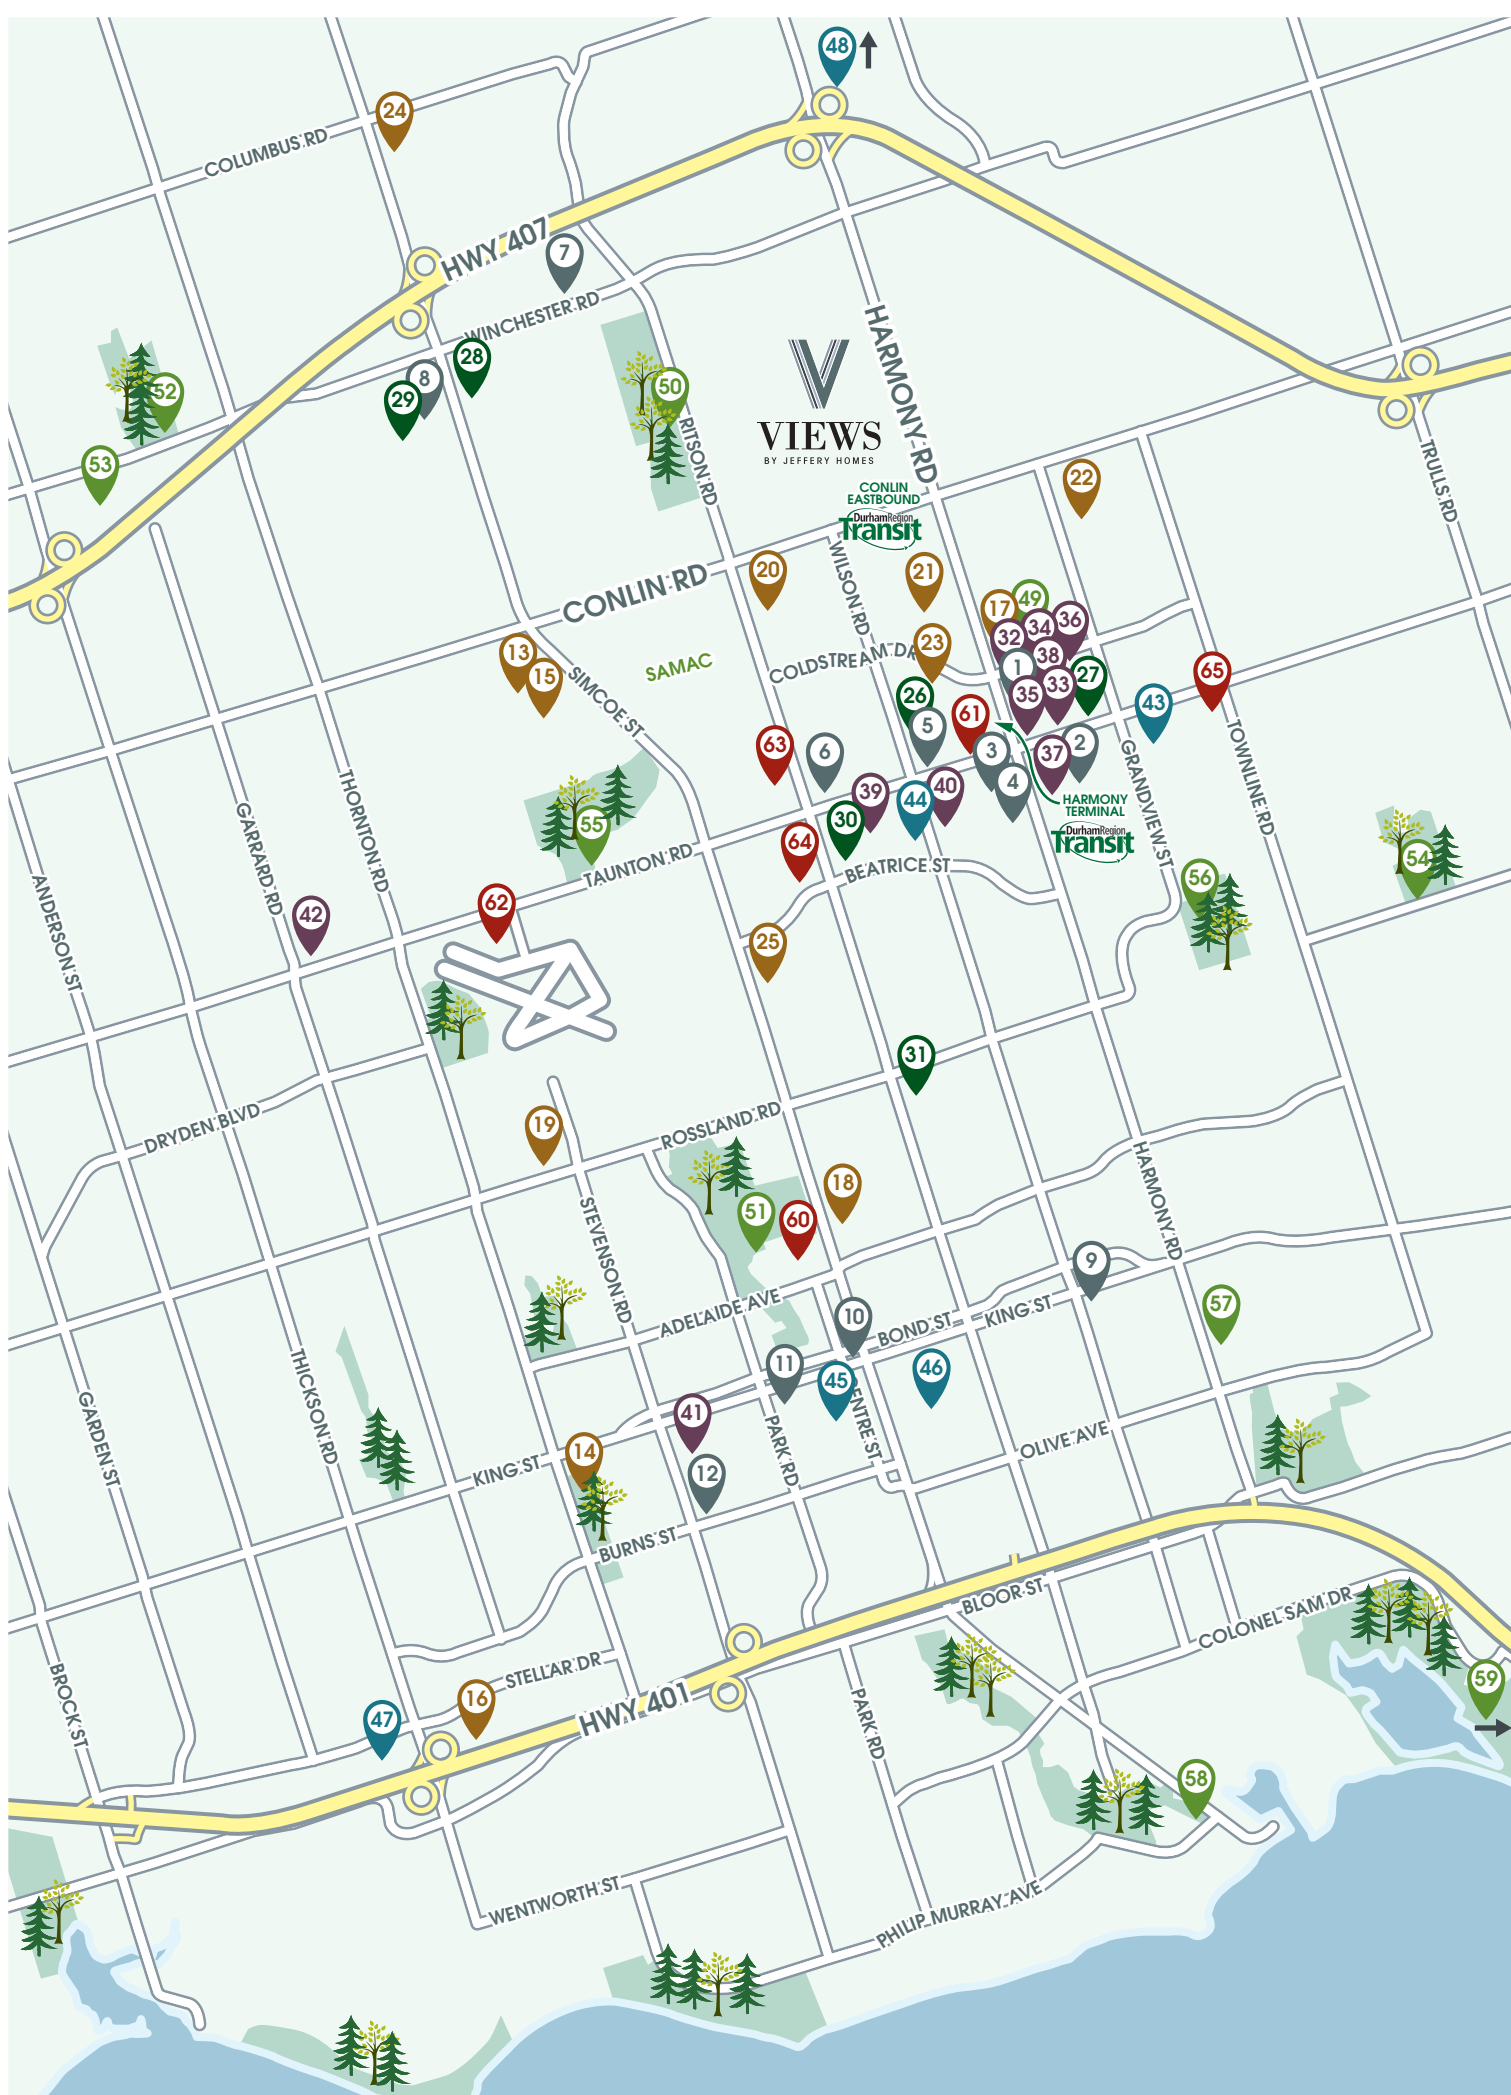 48
24
COLUMBUS RD
HWY 407
7
WINCHESTER RD
28
8
29
52
53
50
RITSON RD
HARMONY RD
VIEWS
BY JEFFERY HOMES
CONLIN
EASTBOUND
DurhamRegion
Transit
22
TRULLS RD
20
21
CONLIN RD
WILSON RD
17
49
36
34
32
38
1
33
35
27
23
COLDSTREAM DR
SAMAC
13
15
SIMCOE ST
65
43
26
5
61
63
6
3
4
37
2
GRANDVIEW ST
TOWNLINE RD
HARMONY
TERMINAL
DurhamRegion
Transit
39
40
44
30
64
BEATRICE ST
55
TAUNTON RD
THORNTON RD
GARRARD RD
ANDERSON ST
42
62
25
56
54
31
DRYDEN BLVD
19
ROSSLAND RD
STEVENSON RD
51
60
18
HARMONY RD
9
57
ADELAIDE AVE
10
BOND ST
KING ST
11
45
46
ENTRE ST
41
12
PARK RD
OLIVE AVE
THICKSON RD
GARDEN ST
KING ST
14
BURNS ST
BLOOR ST
COLONEL SAM DR
59
STELLAR DR
16
47
HWY 401
BROCK ST
PARK RD
58
WENTWORTH ST
PHILIP MURRAY AVE